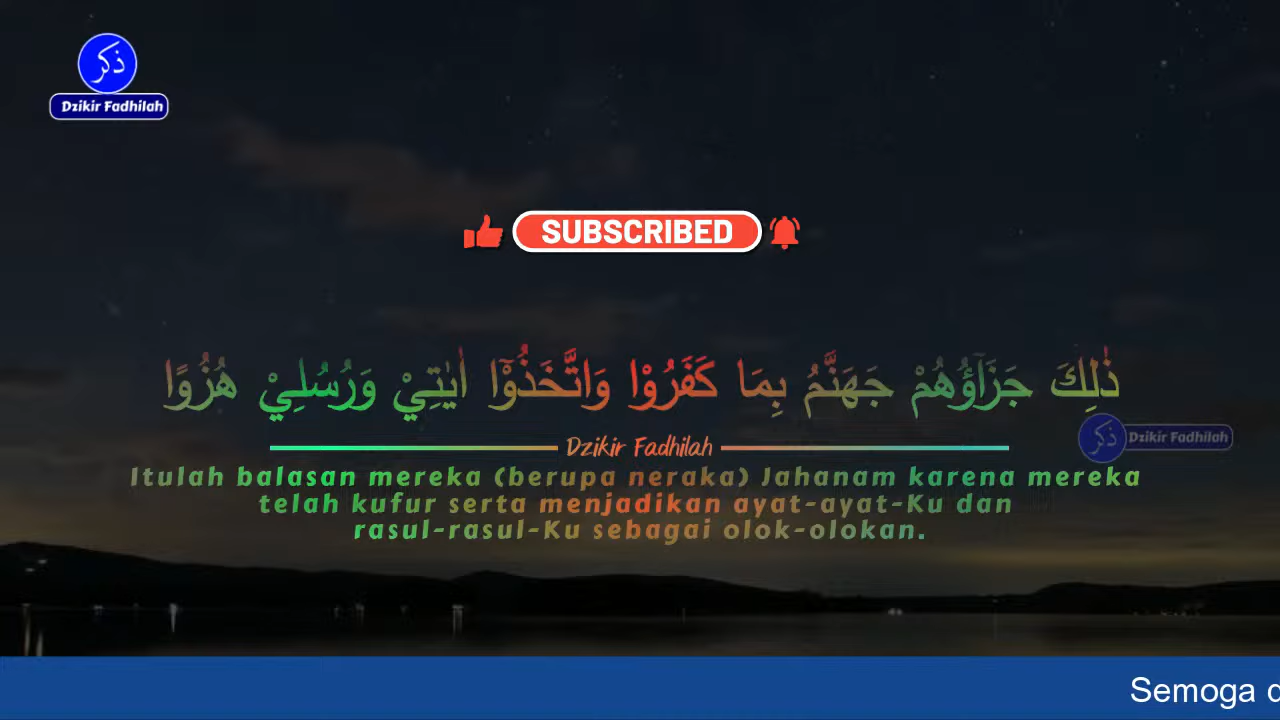 ذكر
Dzikir Fadhilah
SUBSCRIBED
ذٰلِكَ جَزَاۤؤُهُمْ جَهَنَّمُ بِمَا كَفَرُوْا وَاتَّخَذُوْٓا اٰيٰتِيْ وَرُسُلِيْ هُزُوًا
ذكر
Dzikir Fadhilah
Dzikir Fadhilah
Itulah balasan mereka (berupa neraka) Jahanam karena mereka
telah kufur serta menjadikan ayat-ayat-Ku dan
rasul-rasul-Ku sebagai olok-olokan.
Semoga